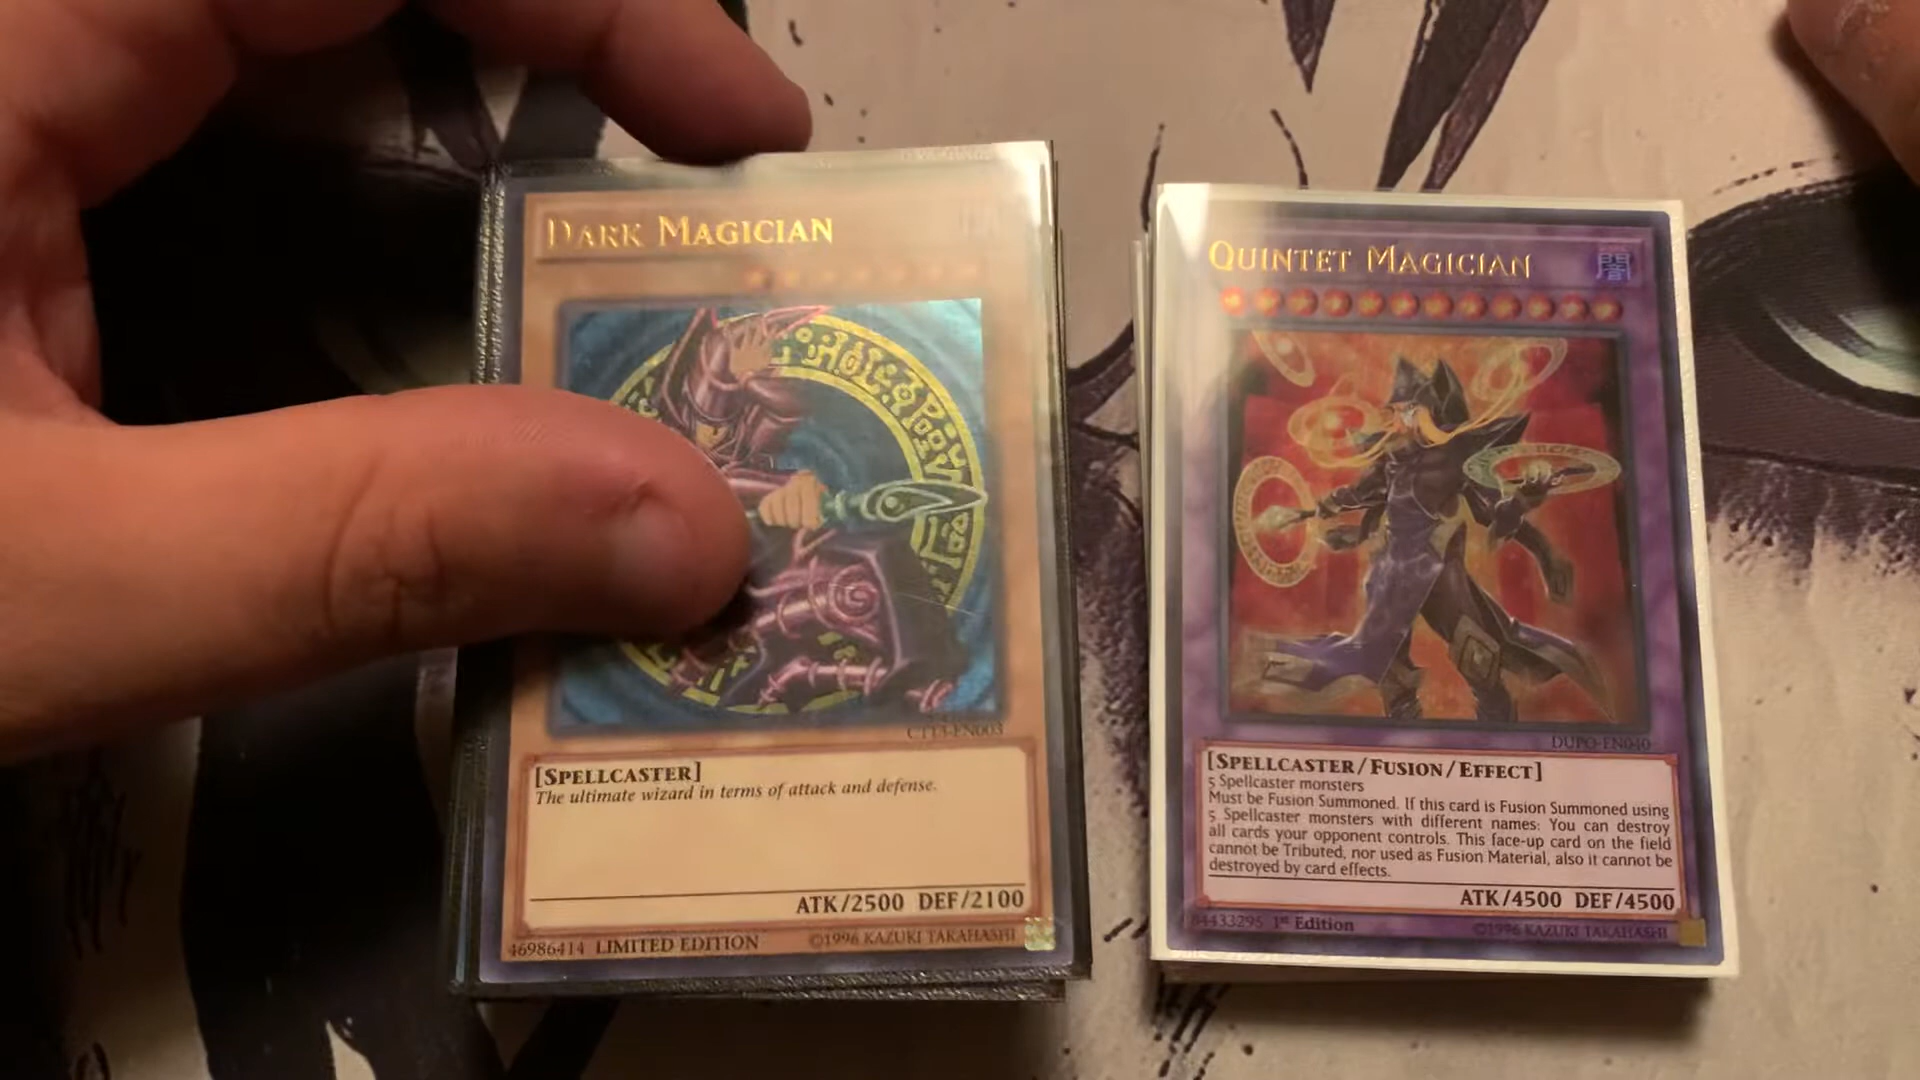 DARK MAGICIAN
CT13-EN003
[SPELLCASTER]
The ultimate wizard in terms of attack and defense.
ATK/2500 DEF/2100
46986414 LIMITED EDITION
©1996 KAZUKI TAKAHASHI
QUINTET MAGICIAN
闇
DUPO-EN040
[SPELLCASTER/FUSION/EFFECT]
5 Spellcaster monsters
Must be Fusion Summoned. If this card is Fusion Summoned using
5 Spellcaster monsters with different names: You can destroy
all cards your opponent controls. This face-up card on the field
cannot be Tributed, nor used as Fusion Material, also it cannot be
destroyed by card effects.
ATK/4500 DEF/4500
84433295 1st Edition
©1996 KAZUKI TAKAHASHI